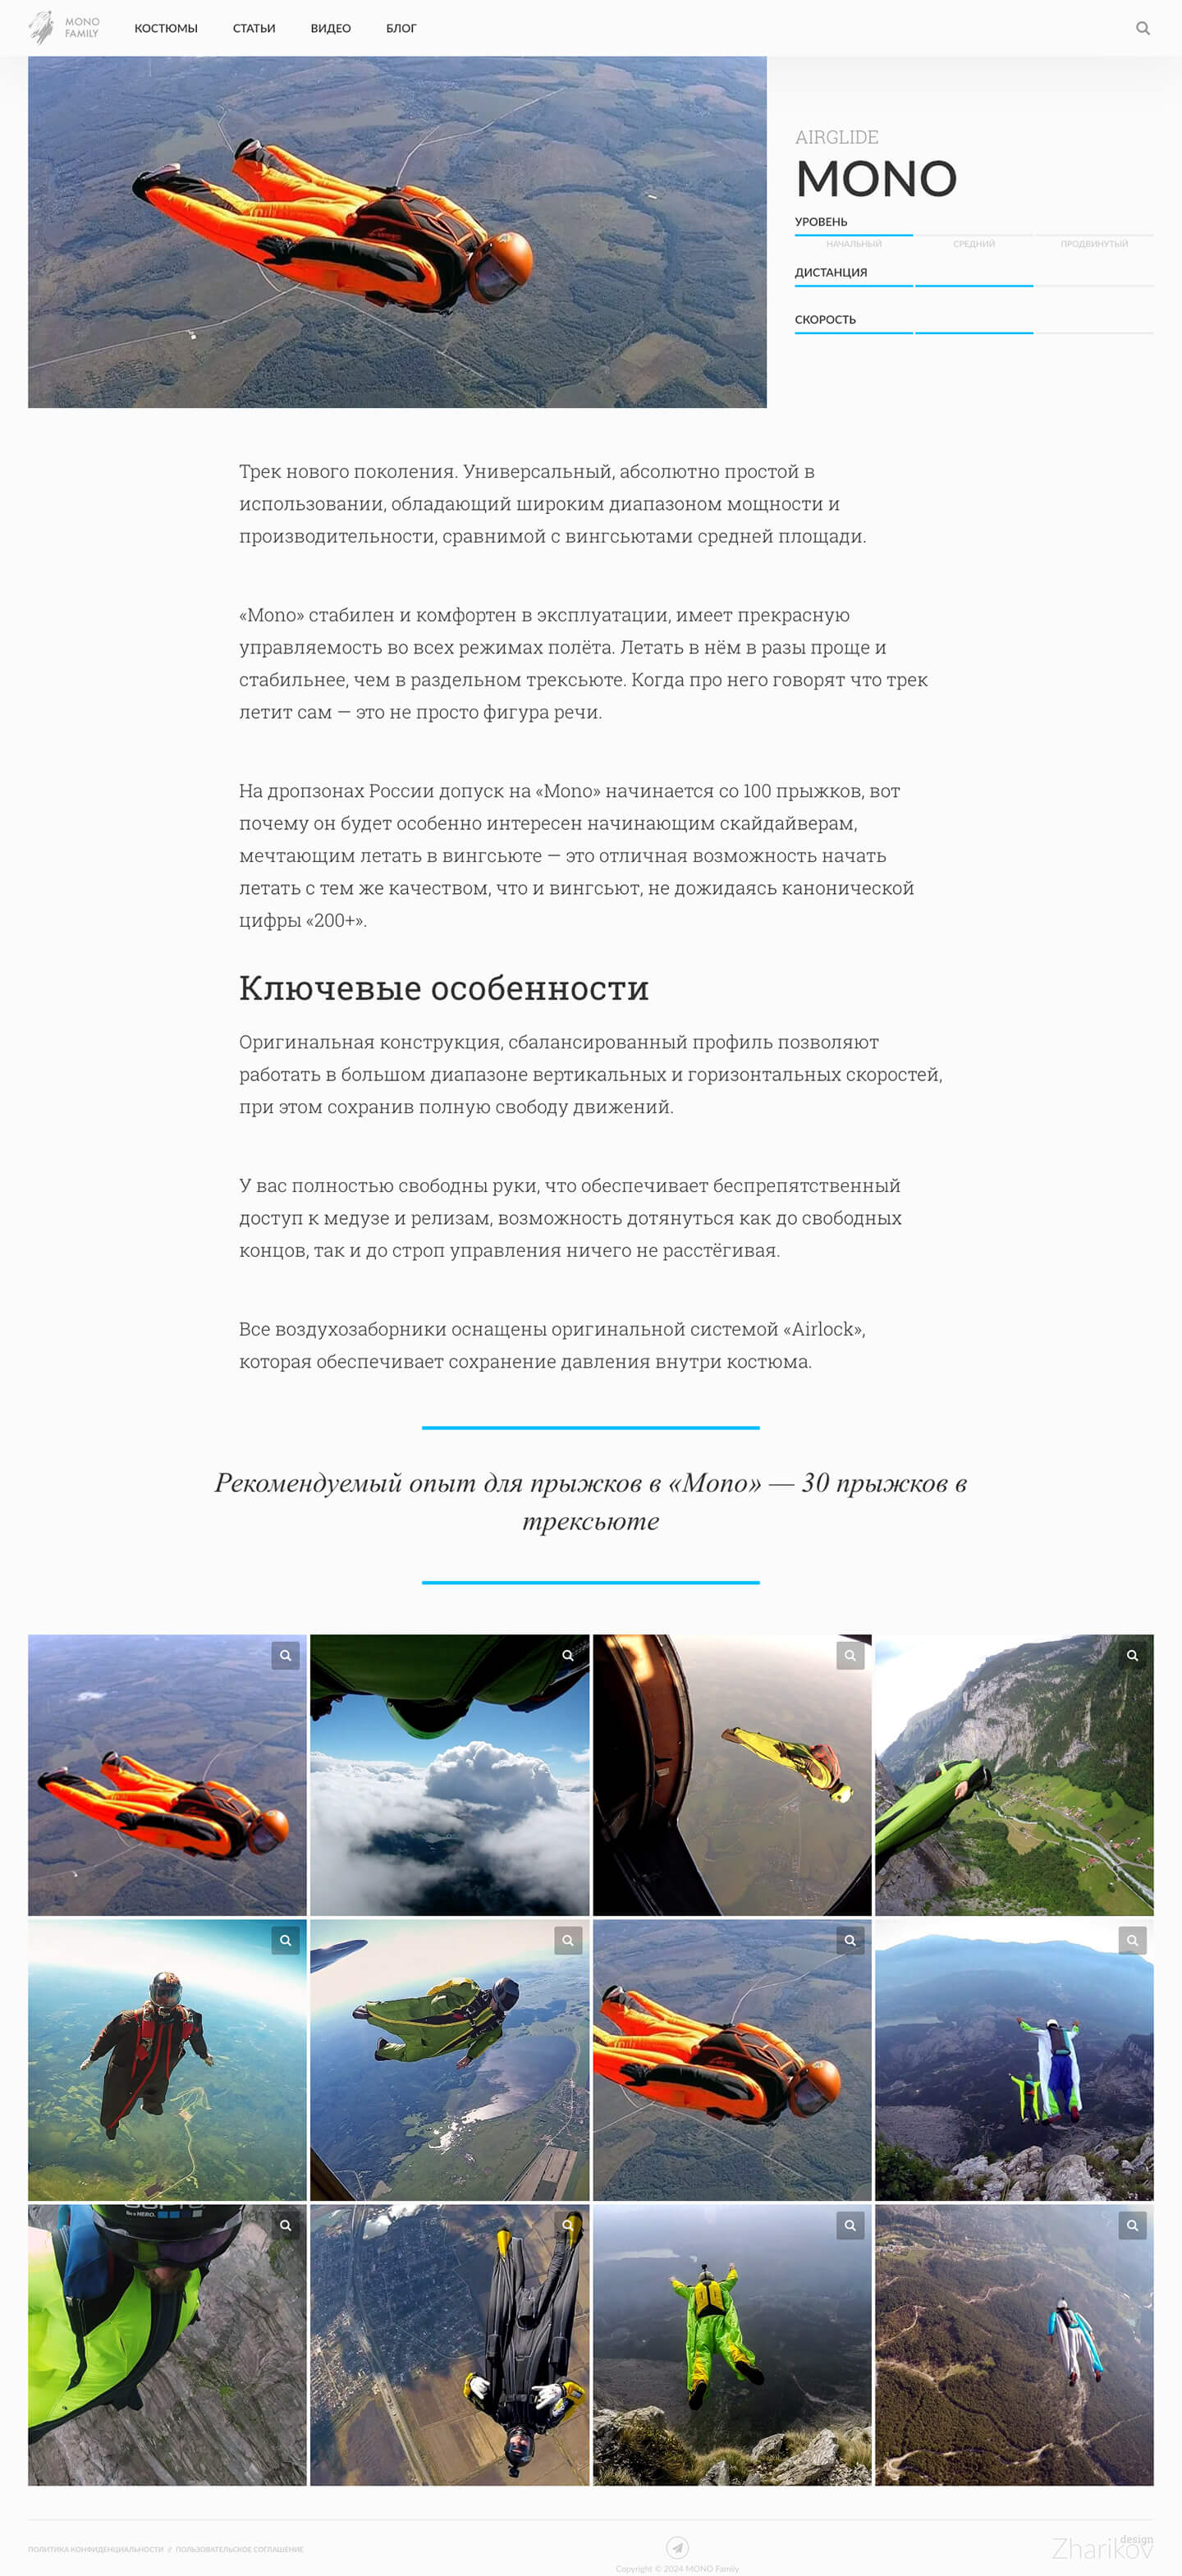 MONO
FAMILY
КОСТЮМЫ
СТАТЬИ
ВИДЕО
БЛОГ
AIRGLIDE
MONO
УРОВЕНЬ
НАЧАЛЬНЫЙ
СРЕДНИЙ
ПРОДВИНУТЫЙ
ДИСТАНЦИЯ
СКОРОСТЬ
Трек нового поколения. Универсальный, абсолютно простой в
использовании, обладающий широким диапазоном мощности и
производительности, сравнимой с вингсьютами средней площади.
«Mono» стабилен и комфортен в эксплуатации, имеет прекрасную
управляемость во всех режимах полёта. Летать в нём в разы проще и
стабильнее, чем в раздельном трексьюте. Когда про него говорят что трек
летит сам — это не просто фигура речи.
На дропзонах России допуск на «Mono» начинается со 100 прыжков, вот
почему он будет особенно интересен начинающим скайдайверам,
мечтающим летать в вингсьюте — это отличная возможность начать
летать с тем же качеством, что и вингсьют, не дожидаясь канонической
цифры «200+».
Ключевые особенности
Оригинальная конструкция, сбалансированный профиль позволяют
работать в большом диапазоне вертикальных и горизонтальных скоростей,
при этом сохранив полную свободу движений.
У вас полностью свободны руки, что обеспечивает беспрепятственный
доступ к медузе и релизам, возможность дотянуться как до свободных
концов, так и до строп управления ничего не расстёгивая.
Все воздухозаборники оснащены оригинальной системой «Airlock»,
которая обеспечивает сохранение давления внутри костюма.
Рекомендуемый опыт для прыжков в «Mono» — 30 прыжков в
трексьюте
ПОЛИТИКА КОНФИДЕНЦИАЛЬНОСТИ // ПОЛЬЗОВАТЕЛЬСКОЕ СОГЛАШЕНИЕ
Copyright © 2024 MONO Family
design
Zharikov